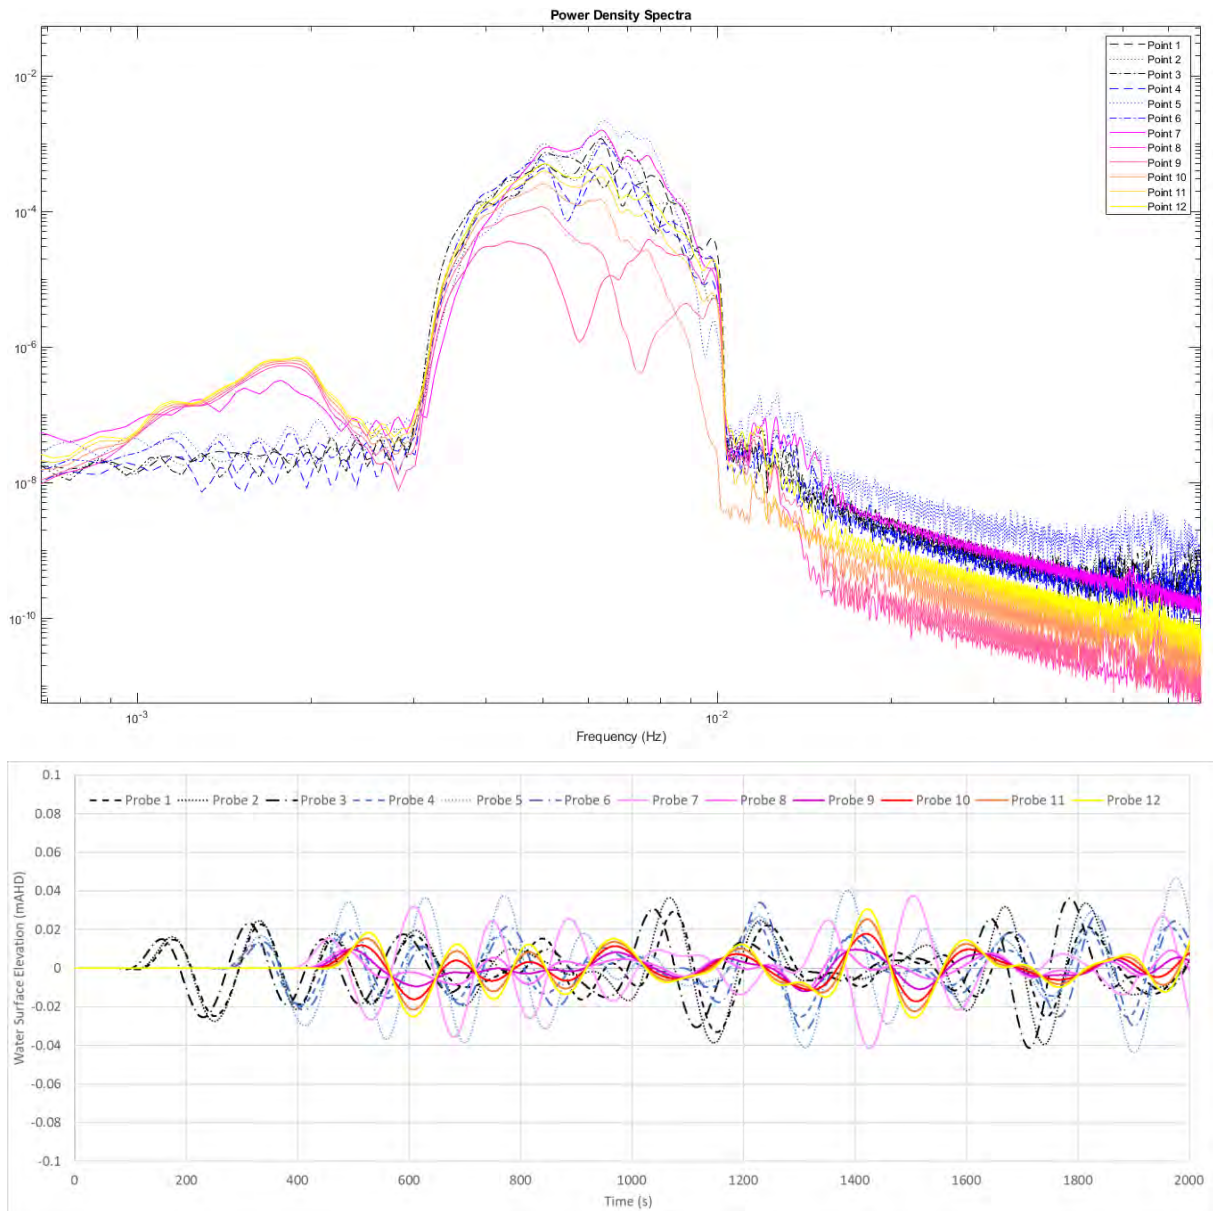 Power Density Spectra
10-2
10-4
10-6
10-8
10-10
Point 1
Point 2
Point 3
Point 4
Point 5
Point 6
Point 7
Point 8
Point 9
Point 10
Point 11
Point 12
10-3 10-2
Frequency (Hz)
0.1
Probe 1 Probe 2 Probe 3 Probe 4 Probe 5 Probe 6 Probe 7 Probe 8 Probe 9 Probe 10 Probe 11 Probe 12
0.08
0.06
0.04
0.02
0
-0.02
-0.04
-0.06
-0.08
-0.1
Water Surface Elevation (mAHD)
0 200 400 600 800 1000 1200 1400 1600 1800 2000
Time (s)